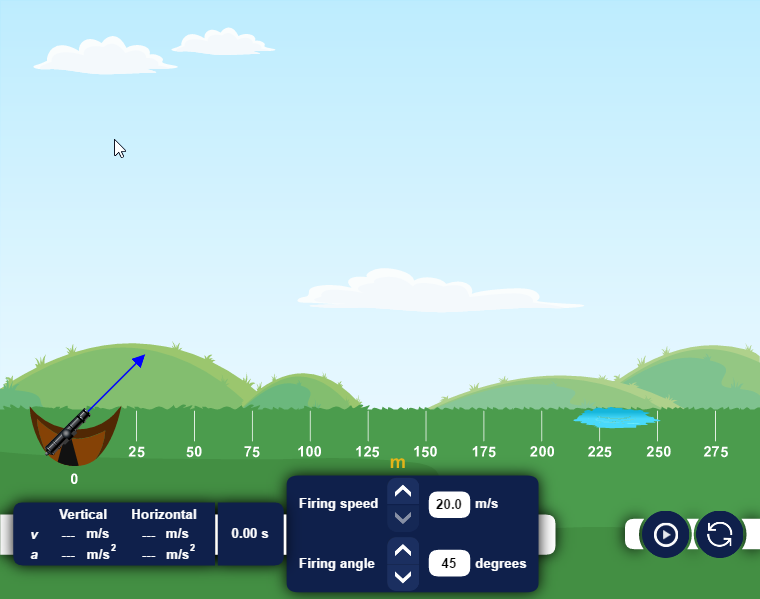 25 50 75 100 125 150 175 200 225 250 275
m
0
Firing speed 20.0 m/s
Vertical Horizontal
v --- m/s --- m/s
0.00 s
a --- m/s² --- m/s²
Firing angle 45 degrees